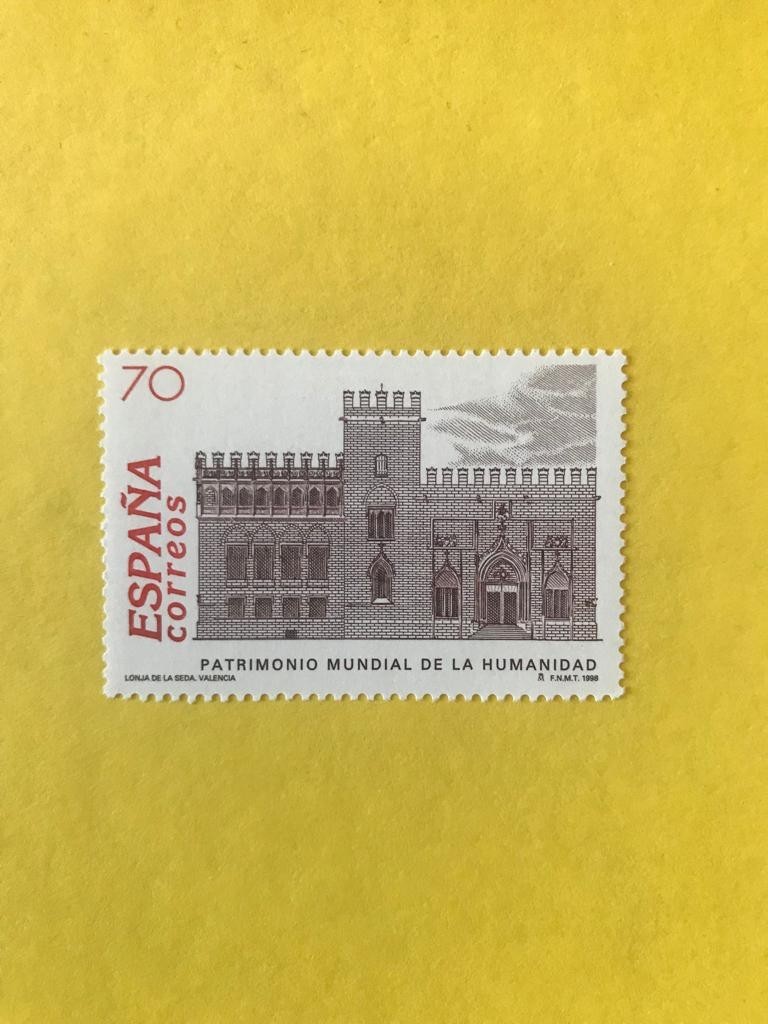 70
ESPAÑA
correos
PATRIMONIO MUNDIAL DE LA HUMANIDAD
LONJA DE LA SEDA. VALENCIA
F.N.M.T. 1998